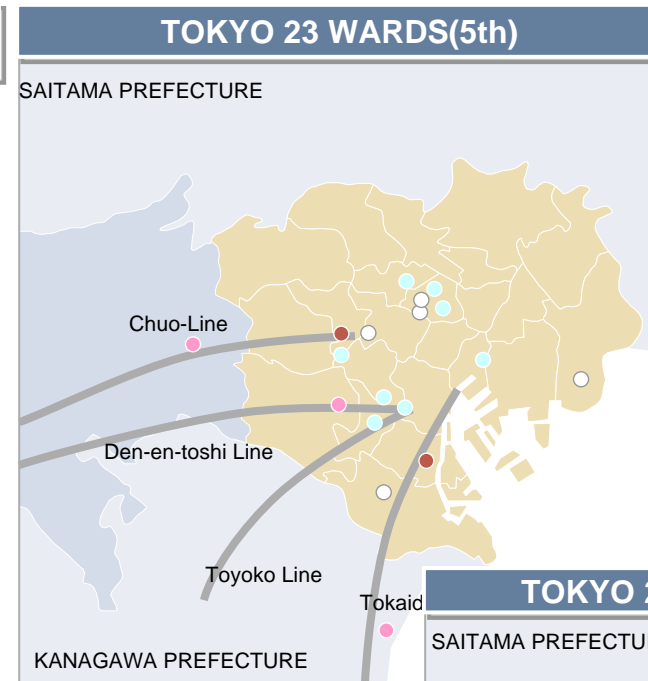 TOKYO 23 WARDS(5th)
SAITAMA PREFECTURE
Chuo-Line
Den-en-toshi Line
Toyoko Line
Tokaid
TOKYO 2
SAITAMA PREFECTU
KANAGAWA PREFECTURE